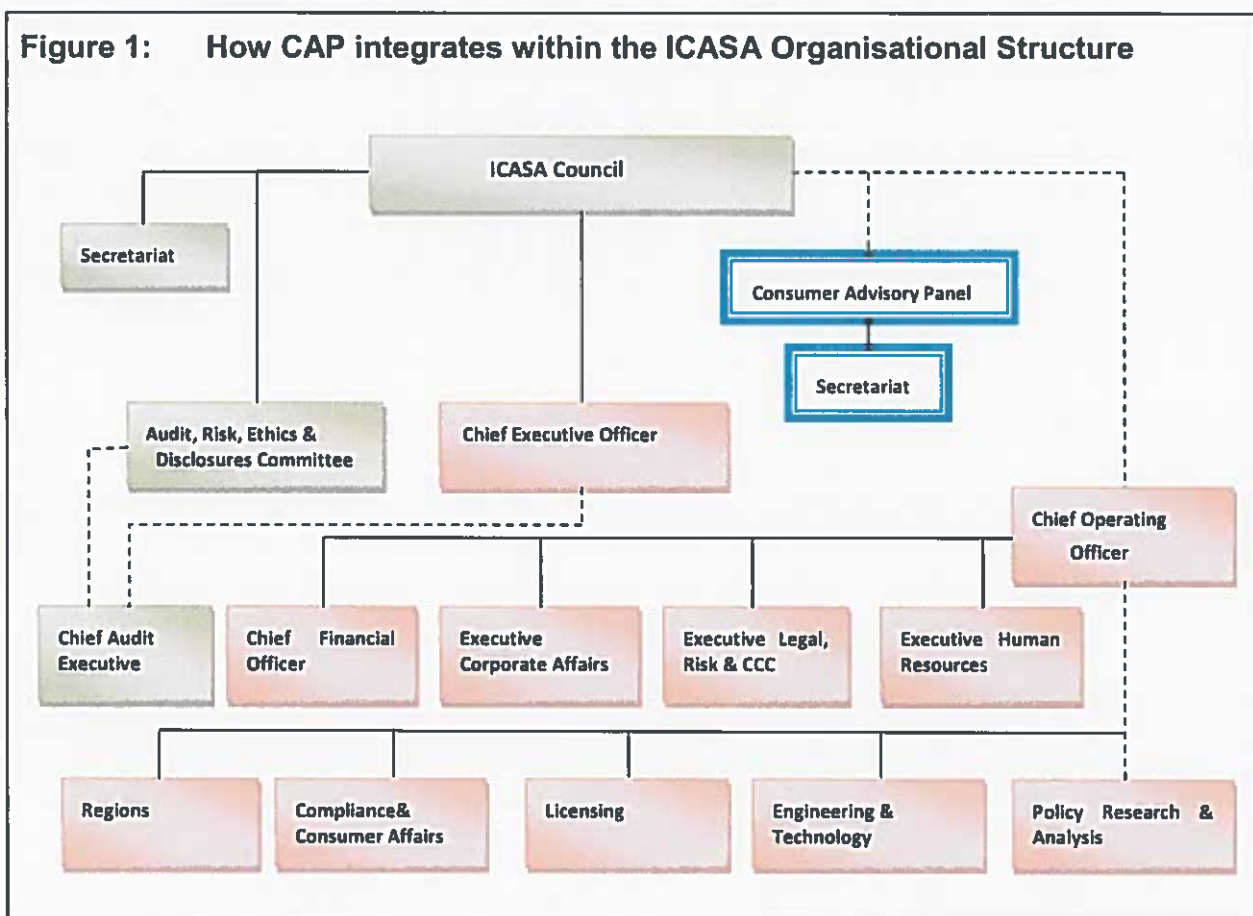 Figure 1: How CAP integrates within the ICASA Organisational Structure
ICASA Council
Secretariat
Consumer Advisory Panel
Secretariat
Audit, Risk, Ethics &
Disclosures Committee
Chief Executive Officer
Chief Operating
Officer
Chief Audit
Executive
Chief Financial
Officer
Executive
Corporate Affairs
Executive Legal,
Risk & CCC
Executive Human
Resources
Regions
Compliance&
Consumer Affairs
Licensing
Engineering &
Technology
Policy Research &
Analysis